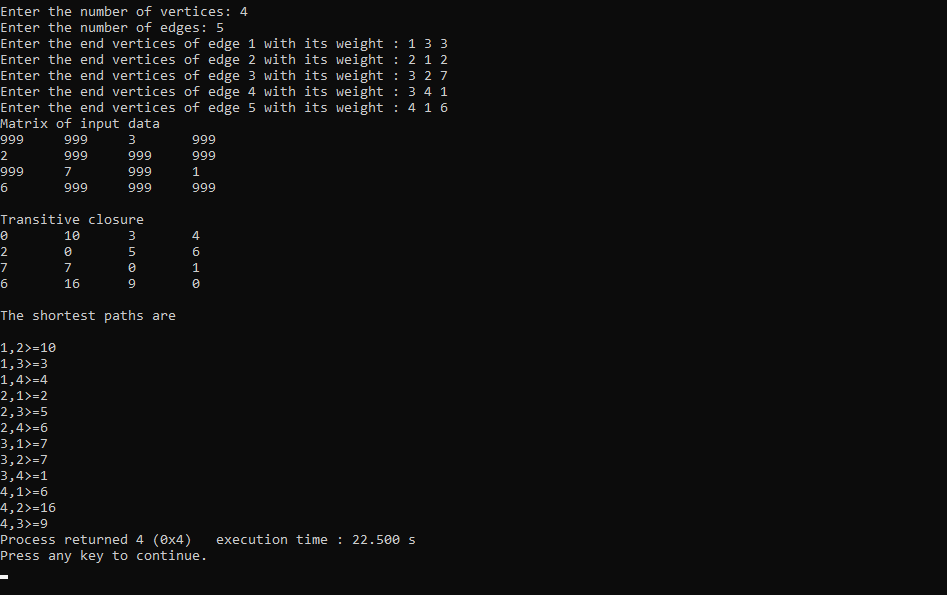 Enter the number of vertices: 4
Enter the number of edges: 5
Enter the end vertices of edge 1 with its weight : 1 3 3
Enter the end vertices of edge 2 with its weight : 2 1 2
Enter the end vertices of edge 3 with its weight : 3 2 7
Enter the end vertices of edge 4 with its weight : 3 4 1
Enter the end vertices of edge 5 with its weight : 4 1 6
Matrix of input data
999     999     3       999
2       999     999     999
999     7       999     1
6       999     999     999

Transitive closure
0       10      3       4
2       0       5       6
7       7       0       1
6       16      9       0

The shortest paths are

1,2>=10
1,3>=3
1,4>=4
2,1>=2
2,3>=5
2,4>=6
3,1>=7
3,2>=7
3,4>=1
4,1>=6
4,2>=16
4,3>=9
Process returned 4 (0x4)   execution time : 22.500 s
Press any key to continue.